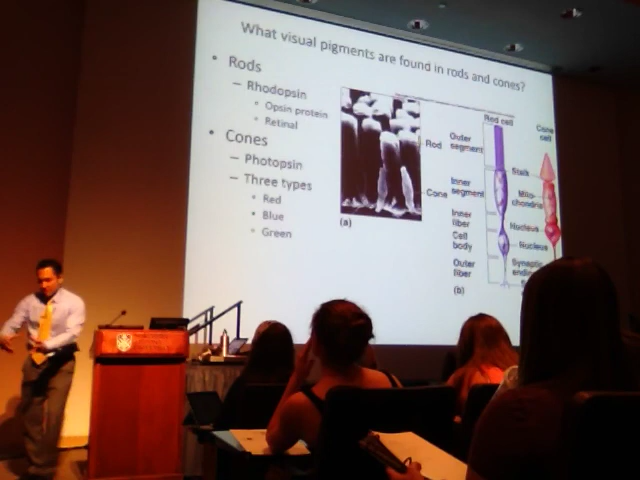 What visual pigments are found in rods and cones?
• Rods
– Rhodopsin
• Opsin protein
• Retinal
• Cones
– Photopsin
– Three types
• Red
• Blue
• Green
Rod
Cone
(a)
Rod cell
Cone cell
Outer segment
Inner segment
Inner fiber
Cell body
Outer fiber
(b)
Stalk
Nucleus
Nucleus
Synaptic